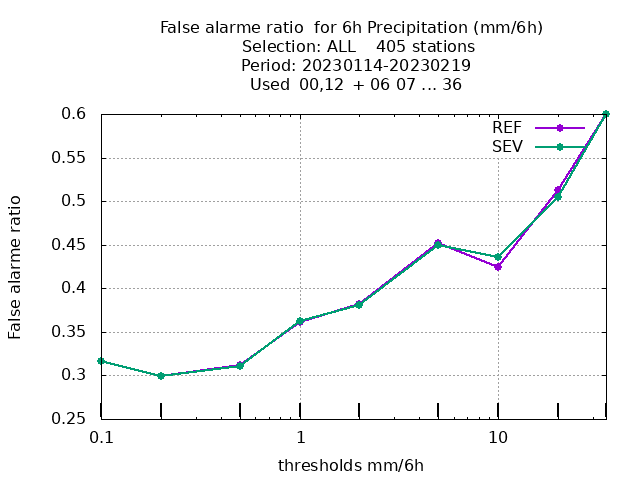 False alarme ratio  for 6h Precipitation (mm/6h)
Selection: ALL    405 stations
Period: 20230114-20230219
Used  00,12  + 06 07 ... 36
REF
SEV
0.6
0.55
0.5
0.45
0.4
0.35
0.3
0.25
False alarme ratio
0.1 1 10
thresholds mm/6h